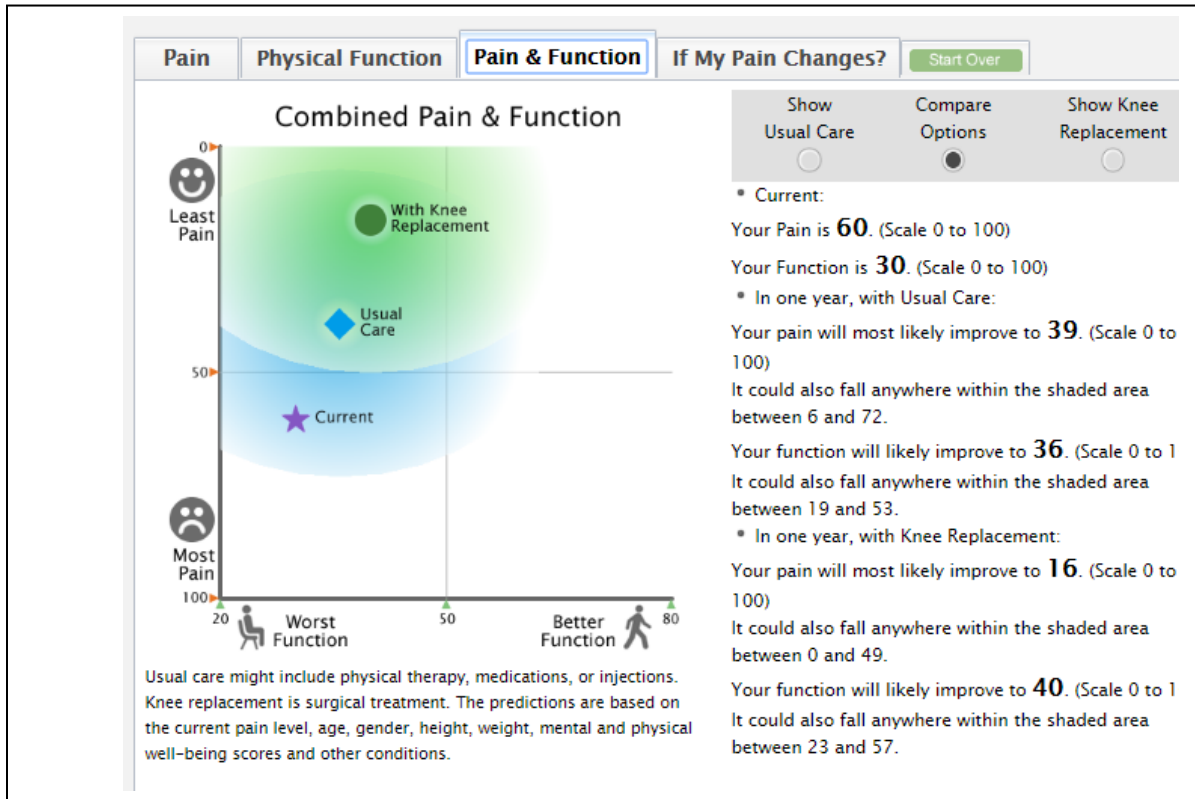 Pain
Physical Function
Pain & Function
If My Pain Changes?
Start Over
Combined Pain & Function
0
Least
Pain
With Knee
Replacement
Usual
Care
50
Current
Most
Pain
100
20
Worst
Function
50
Better
Function
80
Usual care might include physical therapy, medications, or injections.
Knee replacement is surgical treatment. The predictions are based on
the current pain level, age, gender, height, weight, mental and physical
well-being scores and other conditions.
Show
Usual Care
Compare
Options
Show Knee
Replacement
• Current:
Your Pain is 60. (Scale 0 to 100)
Your Function is 30. (Scale 0 to 100)
• In one year, with Usual Care:
Your pain will most likely improve to 39. (Scale 0 to
100)
It could also fall anywhere within the shaded area
between 6 and 72.
Your function will likely improve to 36. (Scale 0 to 1
It could also fall anywhere within the shaded area
between 19 and 53.
• In one year, with Knee Replacement:
Your pain will most likely improve to 16. (Scale 0 to
100)
It could also fall anywhere within the shaded area
between 0 and 49.
Your function will likely improve to 40. (Scale 0 to 1
It could also fall anywhere within the shaded area
between 23 and 57.